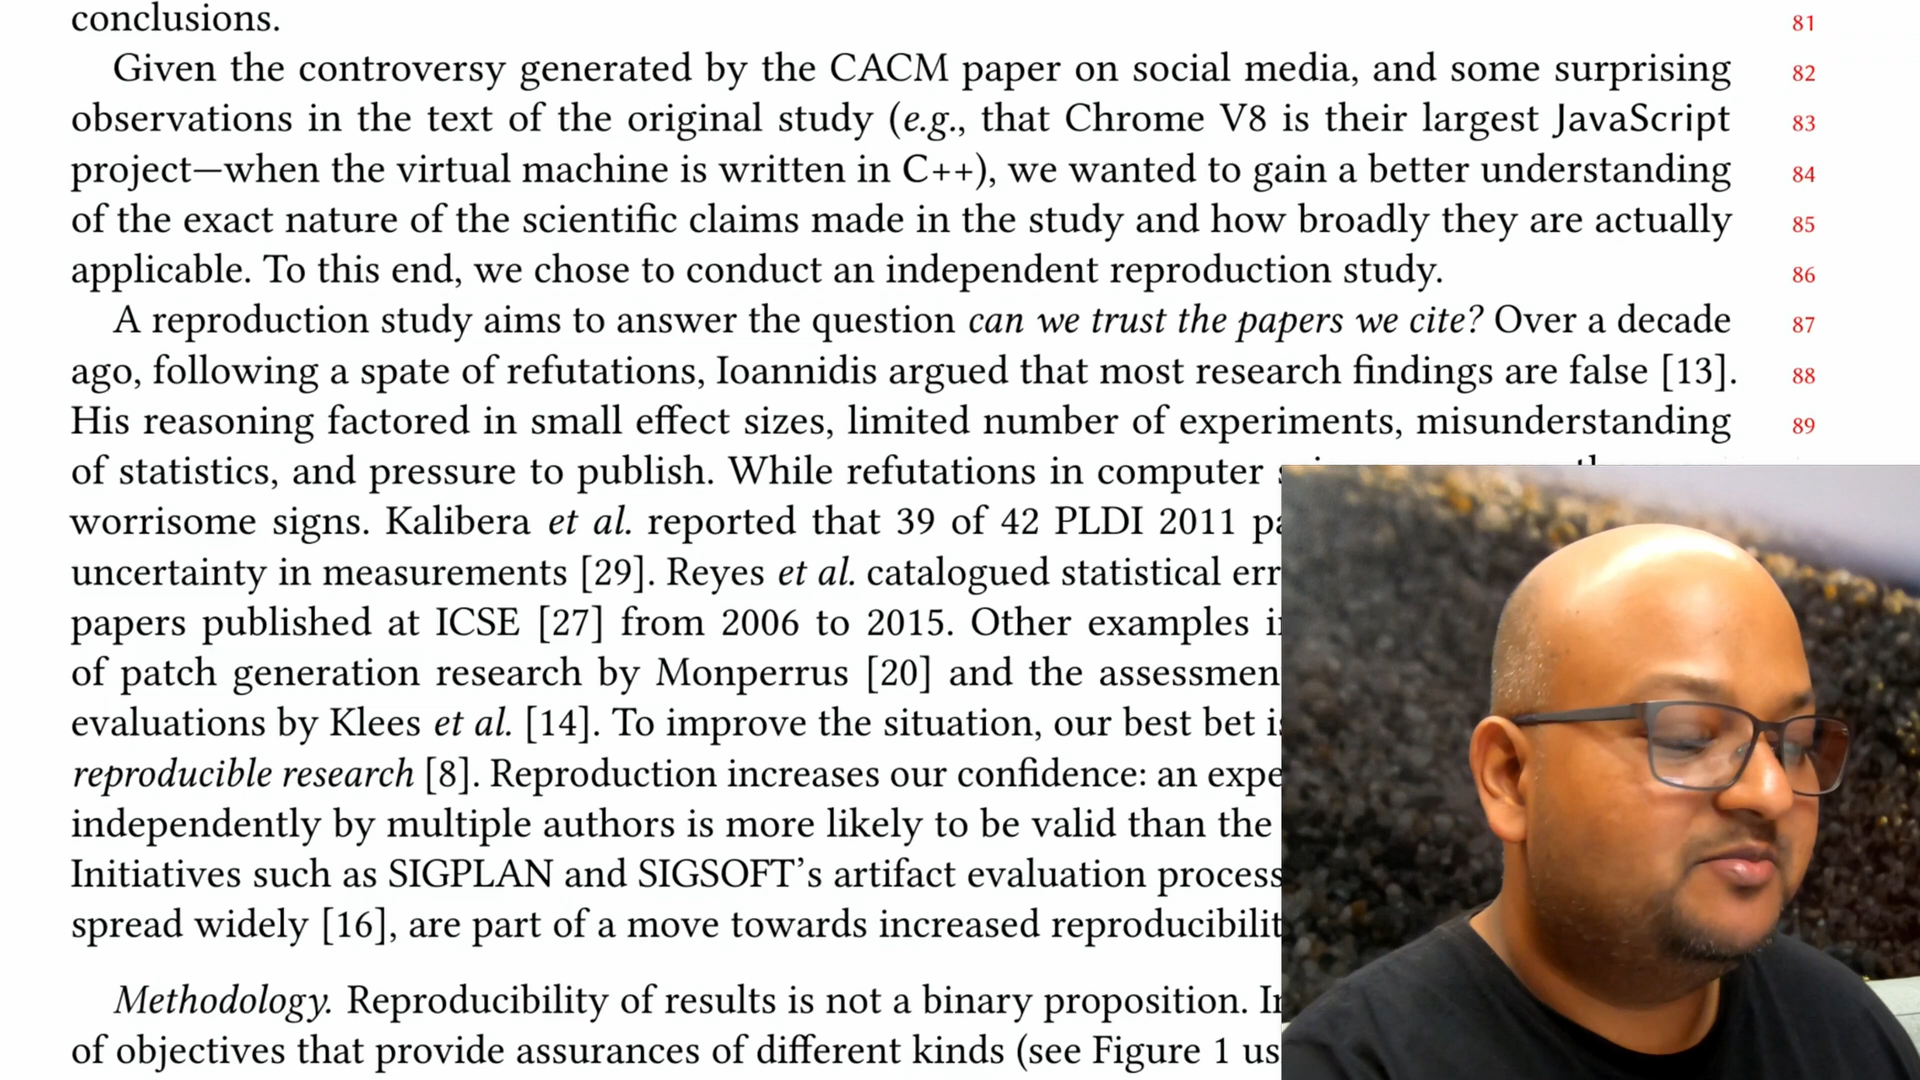 conclusions. 81
Given the controversy generated by the CACM paper on social media, and some surprising 82
observations in the text of the original study (e.g., that Chrome V8 is their largest JavaScript 83
project—when the virtual machine is written in C++), we wanted to gain a better understanding 84
of the exact nature of the scientific claims made in the study and how broadly they are actually 85
applicable. To this end, we chose to conduct an independent reproduction study. 86
A reproduction study aims to answer the question can we trust the papers we cite? Over a decade 87
ago, following a spate of refutations, Ioannidis argued that most research findings are false [13]. 88
His reasoning factored in small effect sizes, limited number of experiments, misunderstanding 89
of statistics, and pressure to publish. While refutations in computer
worrisome signs. Kalibera et al. reported that 39 of 42 PLDI 2011
uncertainty in measurements [29]. Reyes et al. catalogued statistical
papers published at ICSE [27] from 2006 to 2015. Other examples
of patch generation research by Monperrus [20] and the
evaluations by Klees et al. [14]. To improve the situation, our best bet
reproducible research [8]. Reproduction increases our confidence: an
independently by multiple authors is more likely to be valid than the
Initiatives such as SIGPLAN and SIGSOFT's artifact evaluation process
spread widely [16], are part of a move towards increased
Methodology. Reproducibility of results is not a binary proposition.
of objectives that provide assurances of different kinds (see Figure 1